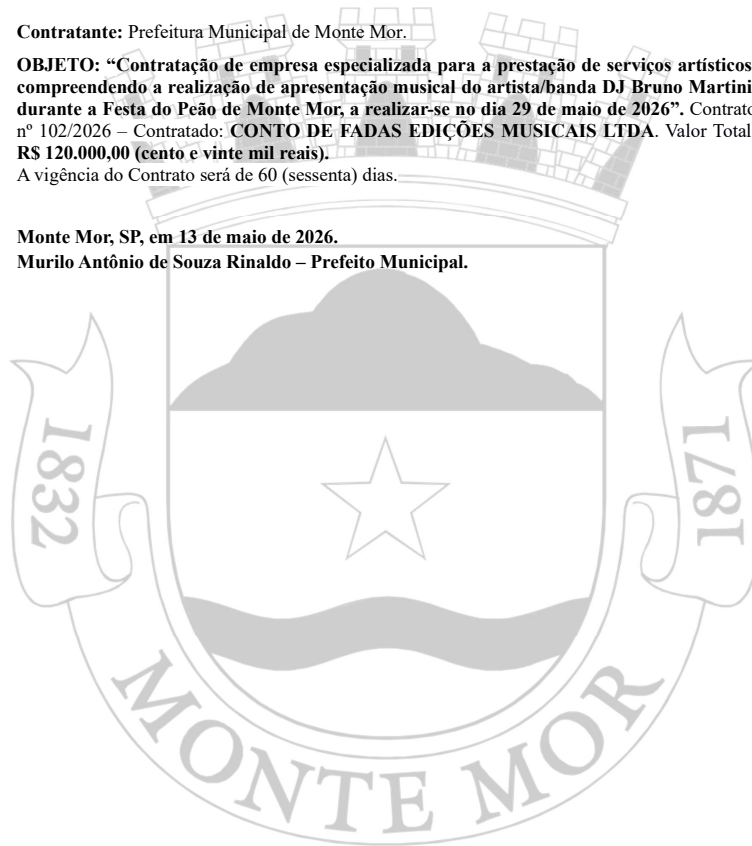 Contratante: Prefeitura Municipal de Monte Mor.
OBJETO: “Contratação de empresa especializada para a prestação de serviços artísticos
compreendendo a realização de apresentação musical do artista/banda DJ Bruno Martini
durante a Festa do Peão de Monte Mor, a realizar-se no dia 29 de maio de 2026”. Contrato
nº 102/2026 – Contratado: CONTO DE FADAS EDIÇÕES MUSICAIS LTDA. Valor Total
R$ 120.000,00 (cento e vinte mil reais).
A vigência do Contrato será de 60 (sessenta) dias.
Monte Mor, SP, em 13 de maio de 2026.
Murilo Antônio de Souza Rinaldo – Prefeito Municipal.
1832
1871
MONTE MOR